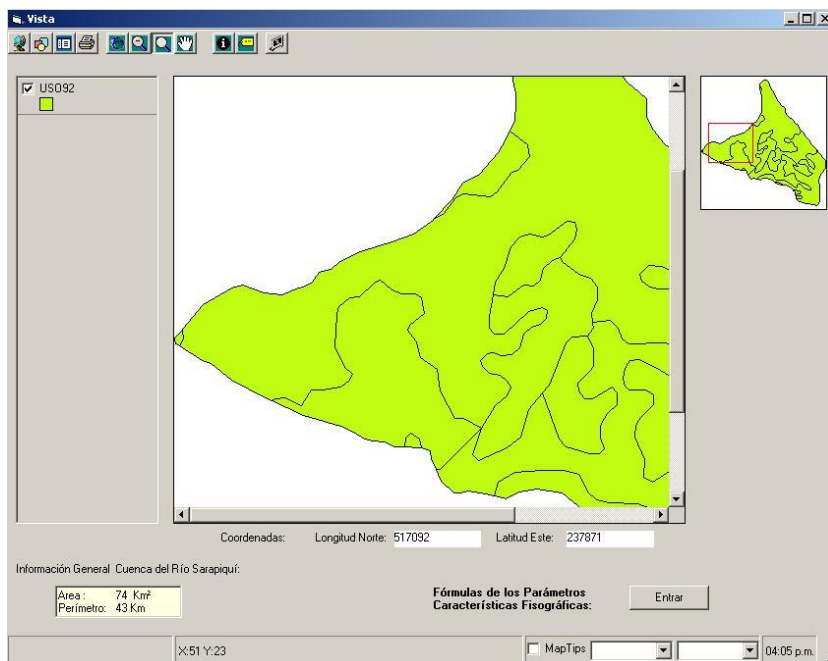 Vista
USO92
Coordenadas: Longitud Norte: 517092 Latitud Este: 237871
Información General Cuenca del Río Sarapiquí:
Area : 74 Km²
Perímetro: 43 Km
Fórmulas de los Parámetros
Características Fisográficas:
Entrar
X:51 Y:23
MapTips
04:05 p.m.